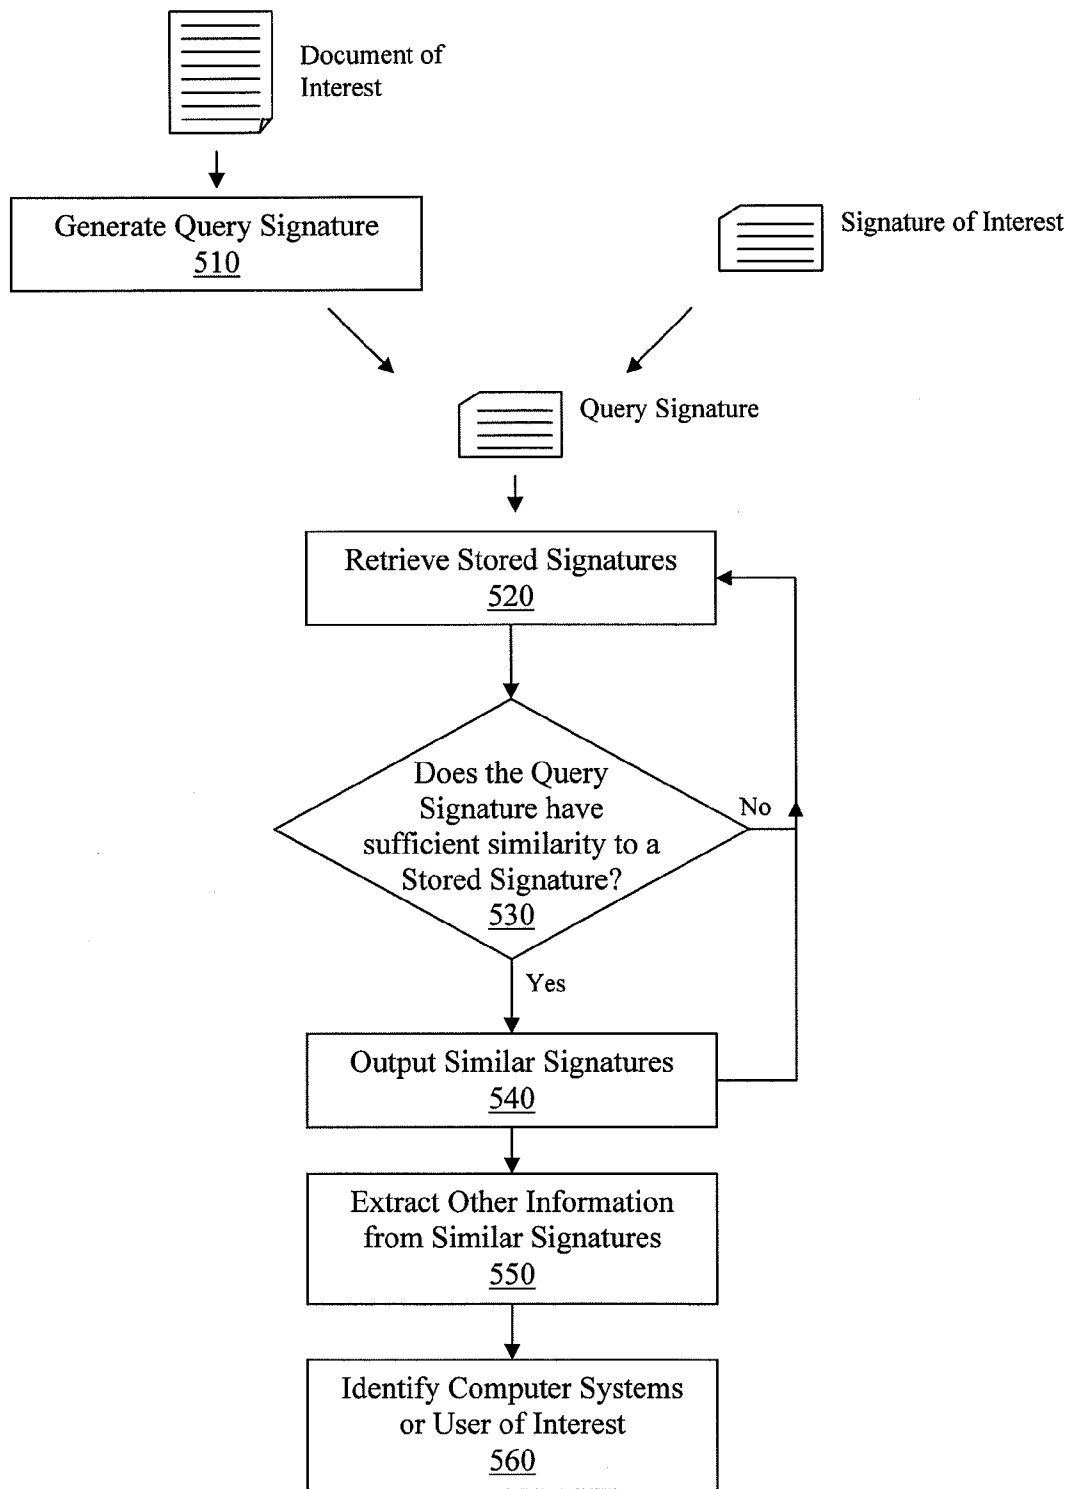 Document of
Interest
Generate Query Signature
510
Signature of Interest
Query Signature
Retrieve Stored Signatures
520
Does the Query
Signature have
sufficient similarity to a
Stored Signature?
530
No
Yes
Output Similar Signatures
540
Extract Other Information
from Similar Signatures
550
Identify Computer Systems
or User of Interest
560